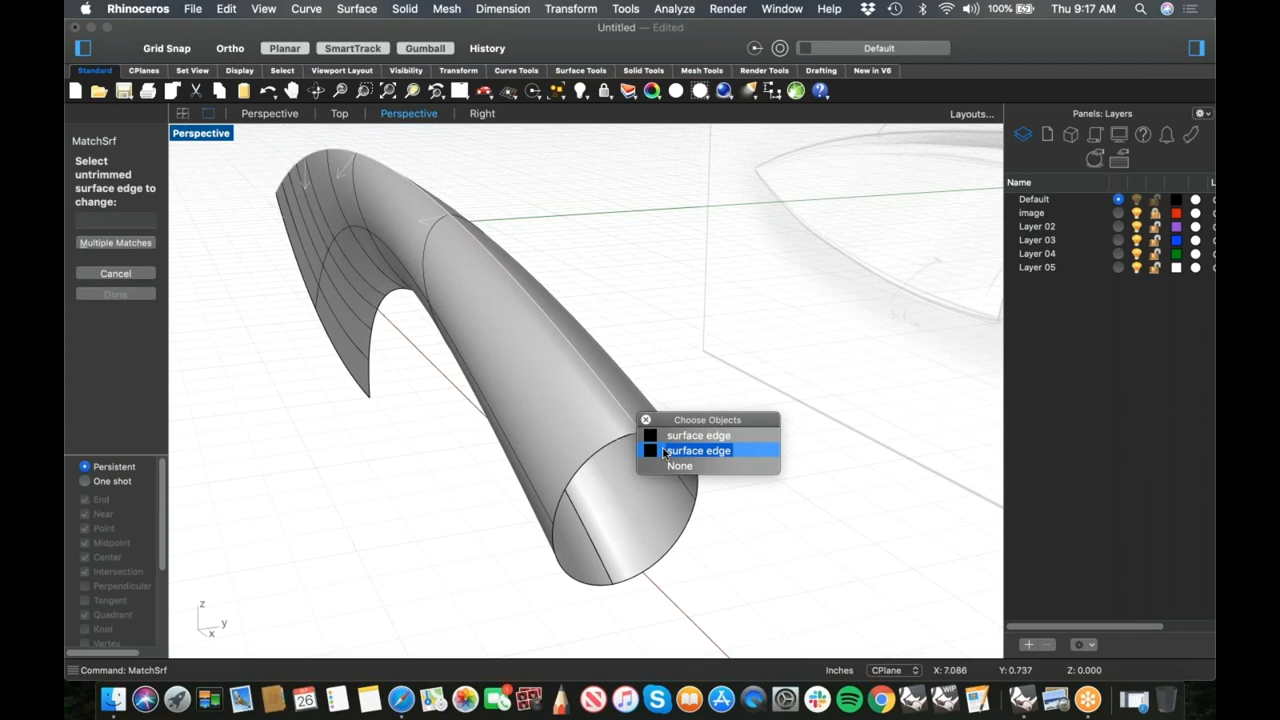 Rhinoceros File Edit View Curve Surface Solid Mesh Dimension Transform Tools Analyze Render Window Help 100% Thu 9:17 AM
Untitled — Edited
Grid Snap Ortho Planar SmartTrack Gumball History Default
Standard CPlanes Set View Display Select Viewport Layout Visibility Transform Curve Tools Surface Tools Solid Tools Mesh Tools Render Tools Drafting New in V6
Perspective Top Perspective Right Layouts... Panels: Layers
Perspective
MatchSrf
Select
untrimmed
surface edge to
change:
Multiple Matches
Cancel
Done
Name L
Default
image
Layer 02
Layer 03
Layer 04
Layer 05
Choose Objects
surface edge
surface edge
None
Persistent
One shot
End
Near
Point
Midpoint
Center
Intersection
Perpendicular
Tangent
Quadrant
Knot
Vertex
z
y
x
Command: MatchSrf Inches CPlane X: 7.086 Y: 0.737 Z: 0.000
26